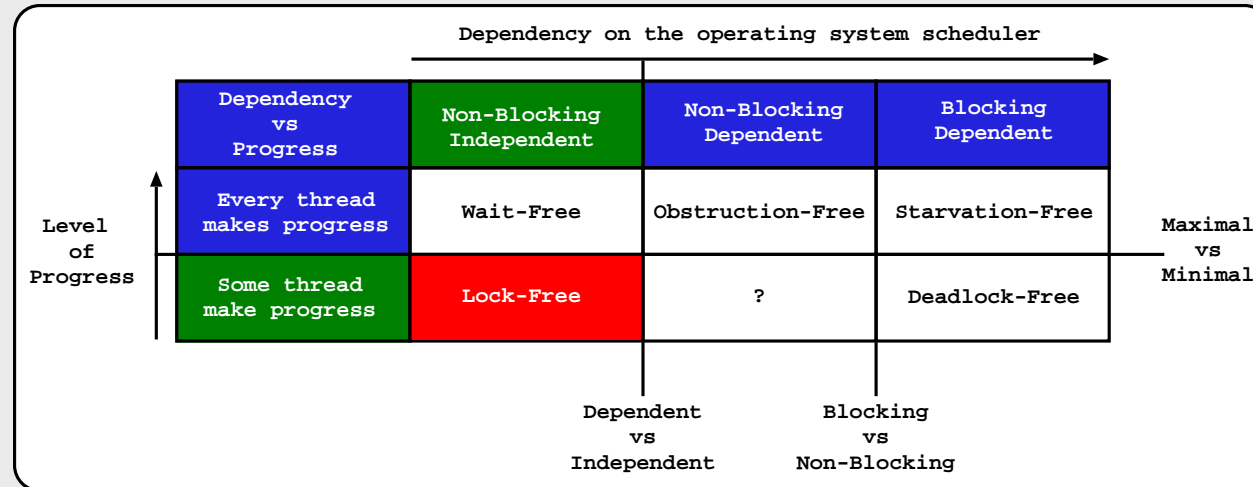 Dependency on the operating system scheduler
Dependency
vs
Progress
Non-Blocking
Independent
Non-Blocking
Dependent
Blocking
Dependent
Level
of
Progress
Every thread
makes progress
Wait-Free
Obstruction-Free
Starvation-Free
Maximal
vs
Minimal
Some thread
make progress
Lock-Free
?
Deadlock-Free
Dependent
vs
Independent
Blocking
vs
Non-Blocking